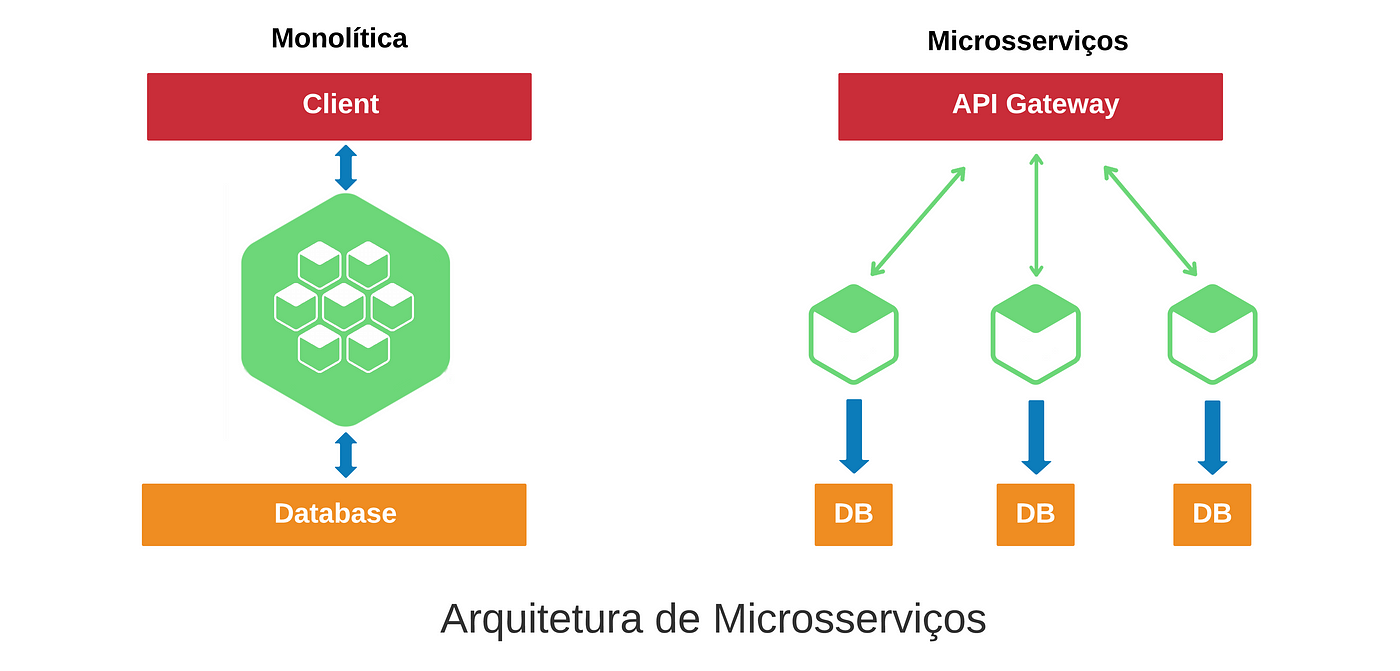 Monolítica
Client
Database
Microsserviços
API Gateway
DB
DB
DB
Arquitetura de Microsserviços